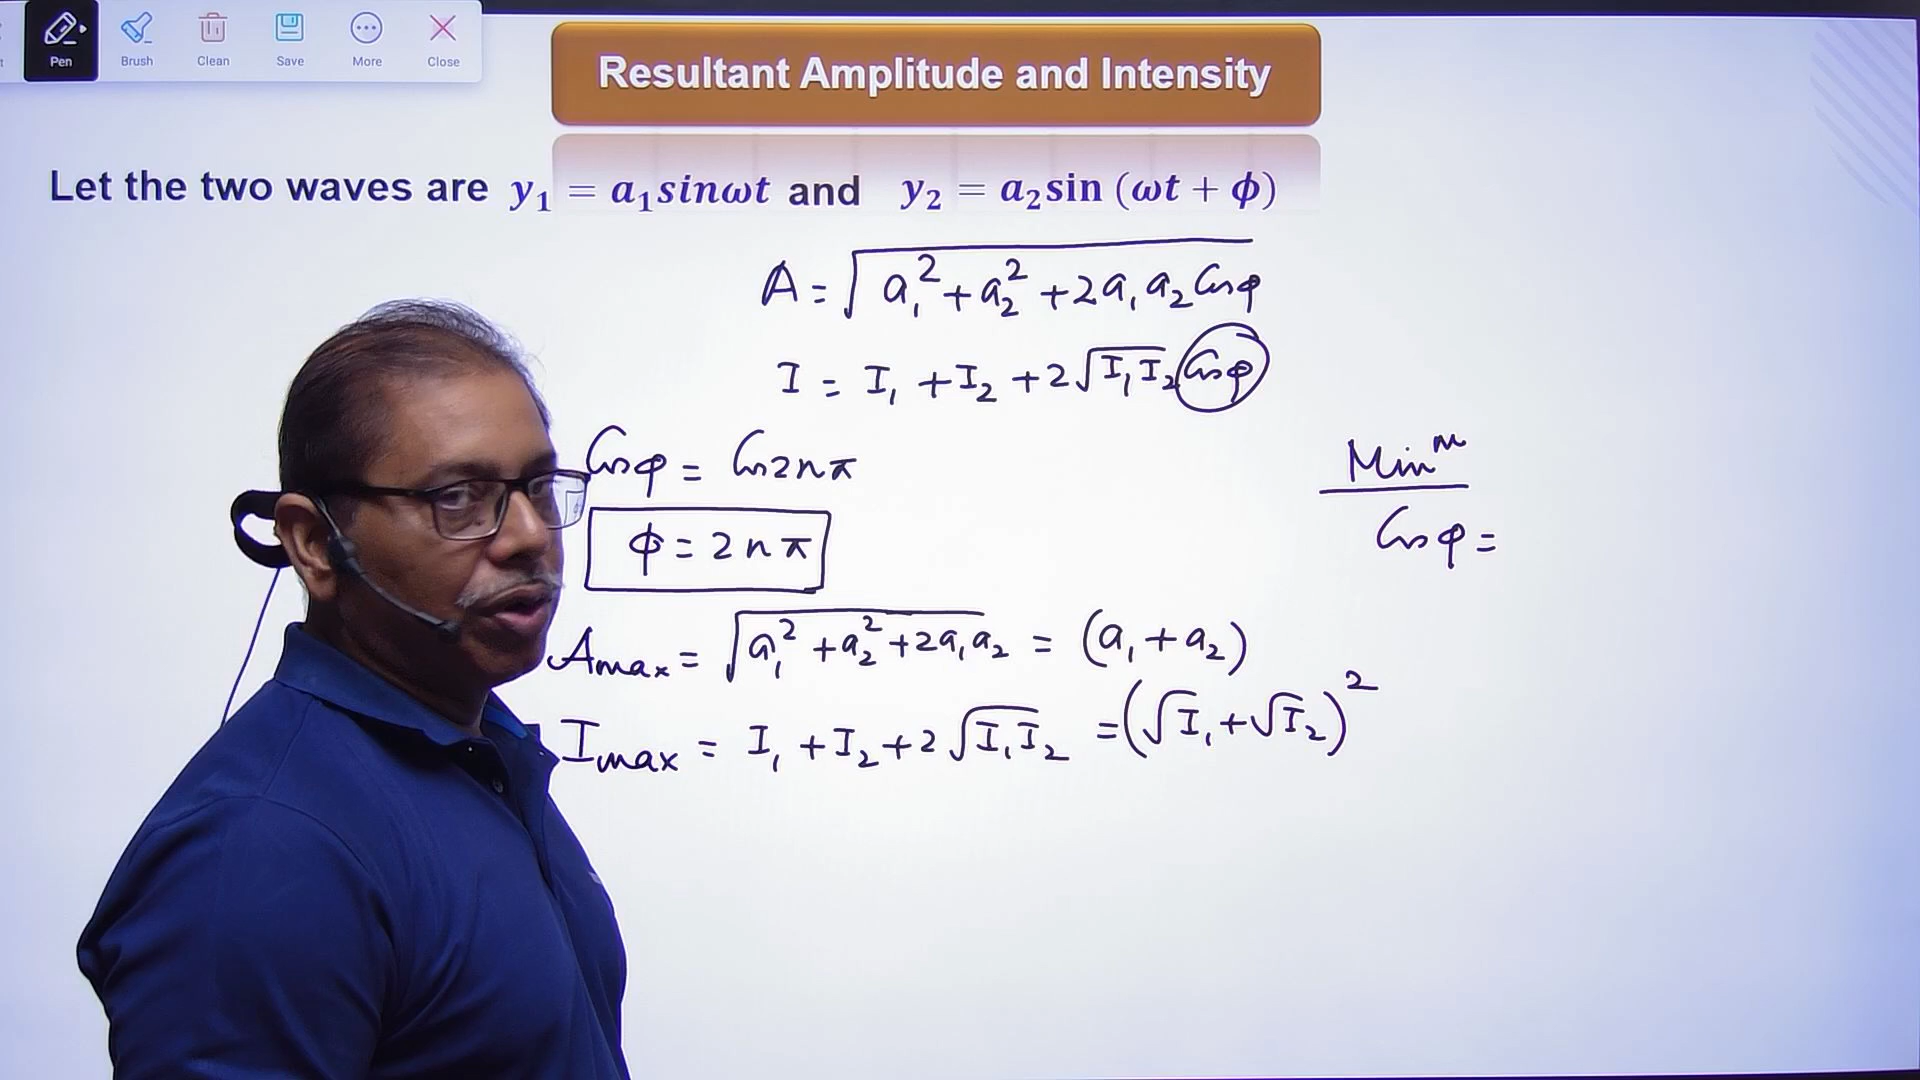 Pen Brush Clean Save More Close
Resultant Amplitude and Intensity
Let the two waves are y₁ = a₁sinωt and y₂ = a₂sin (ωt + ϕ)
A = √(a₁² + a₂² + 2a₁a₂ Cosφ)
I = I₁ + I₂ + 2√(I₁I₂) Cosφ
Cosφ = Cos2nπ
Minᵐ
ϕ = 2nπ
Cosφ =
Amax = √(a₁² + a₂² + 2a₁a₂) = (a₁ + a₂)
Imax = I₁ + I₂ + 2√(I₁I₂) = (√I₁ + √I₂)²